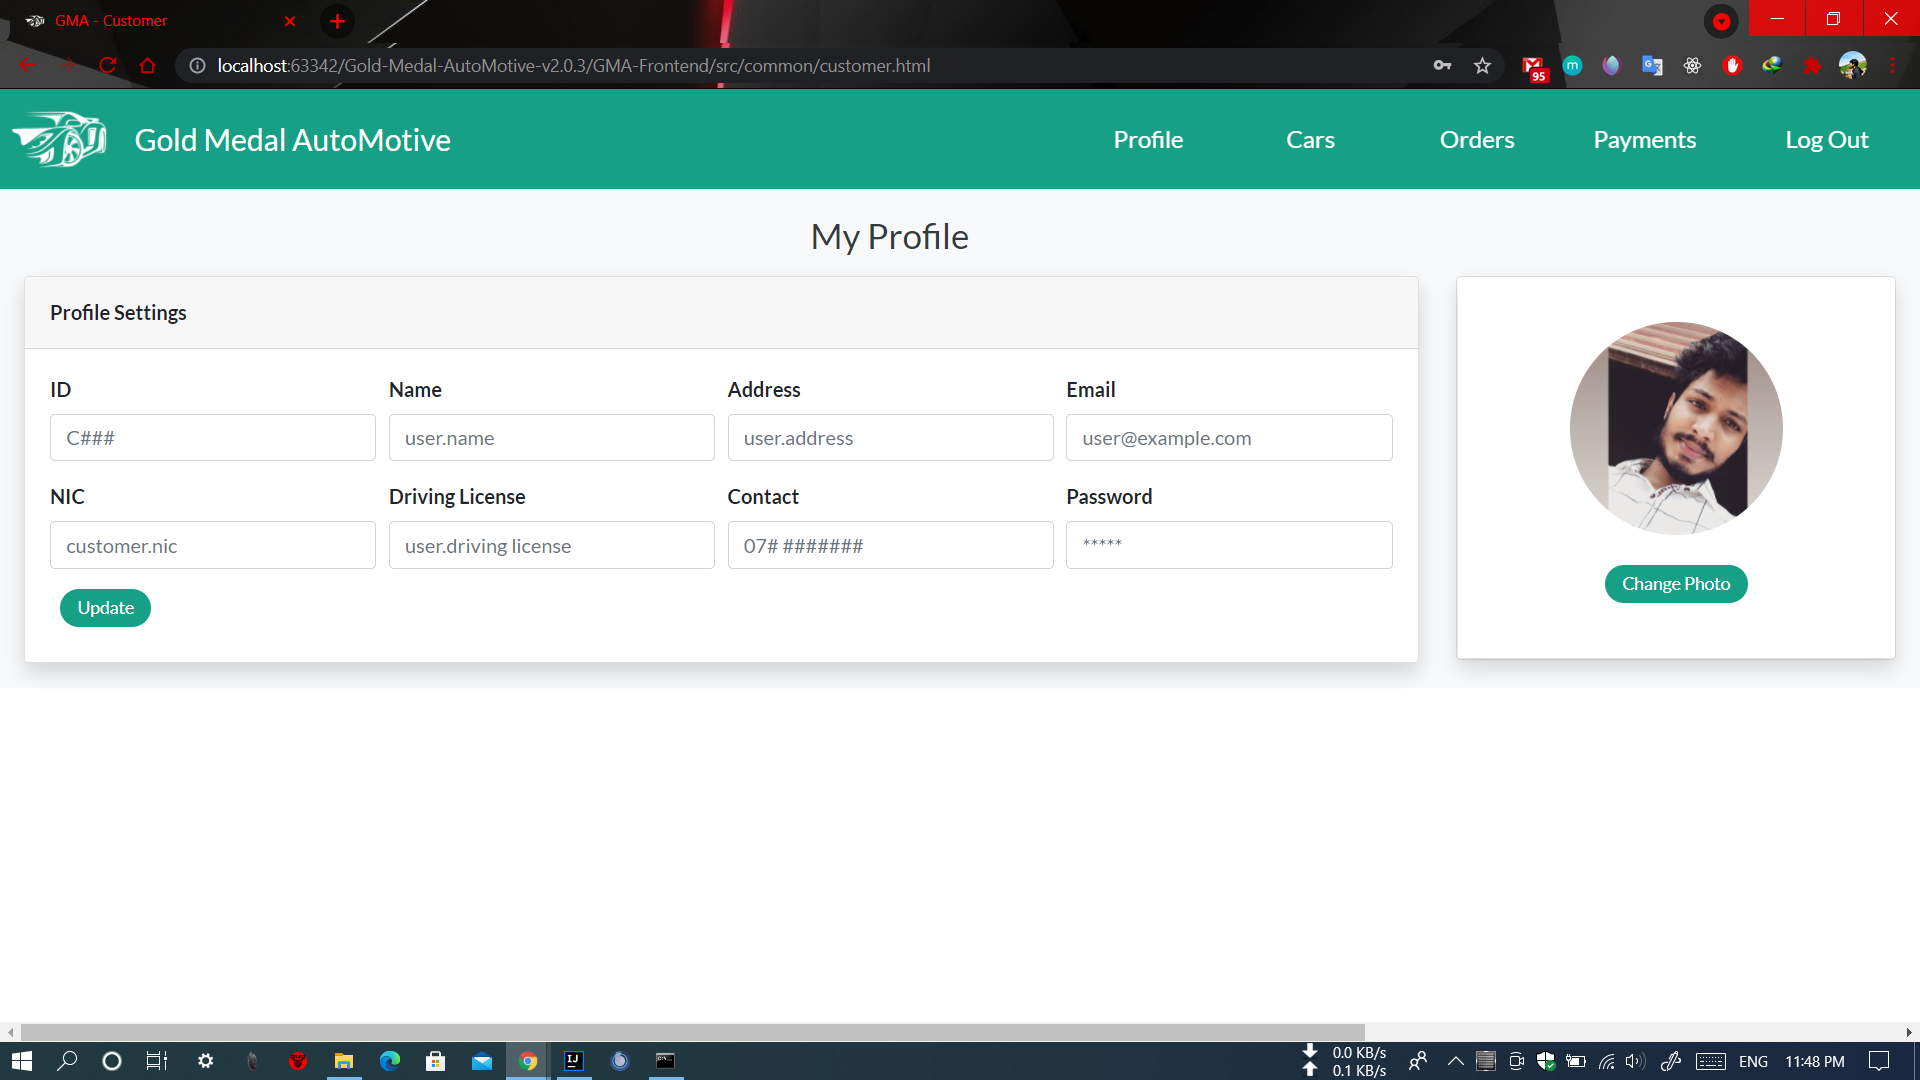 GMA - Customer
localhost:63342/Gold-Medal-AutoMotive-v2.0.3/GMA-Frontend/src/common/customer.html
95
m
Gold Medal AutoMotive
Profile
Cars
Orders
Payments
Log Out
My Profile
Profile Settings
ID
Name
Address
Email
C###
user.name
user.address
user@example.com
NIC
Driving License
Contact
Password
customer.nic
user.driving license
07# #######
*****
Update
Change Photo
IJ
0.0 KB/s
0.1 KB/s
ENG
11:48 PM